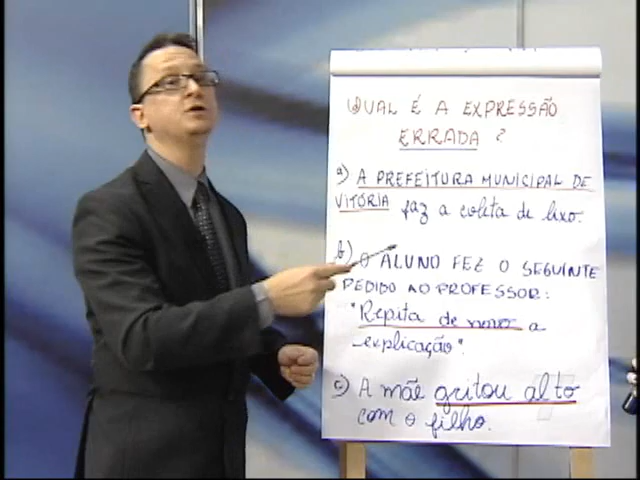 QUAL É A EXPRESSÃO
ERRADA?
a) A PREFEITURA MUNICIPAL DE
VITÓRIA faz a coleta de lixo.
b) O ALUNO FEZ O SEGUINTE
PEDIDO AO PROFESSOR:
"Repita de novo a
explicação".
c) A mãe gritou alto
com o filho.